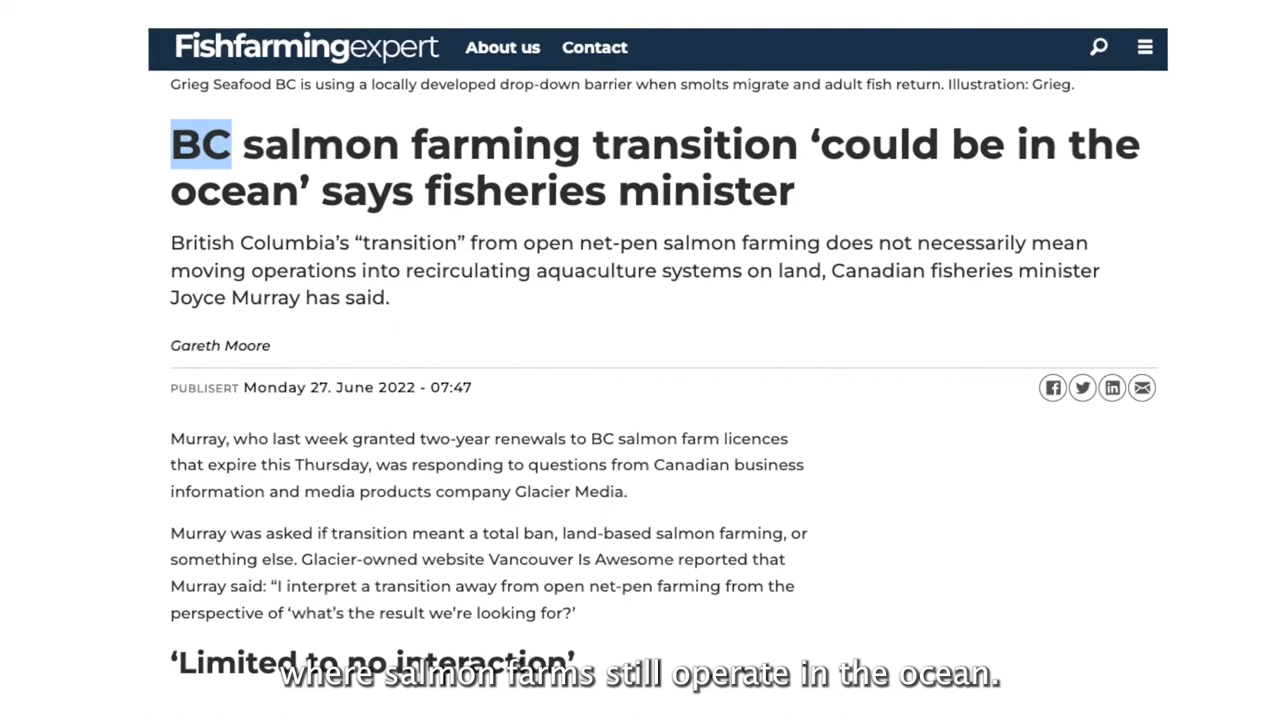 Fishfarmingexpert About us Contact
Grieg Seafood BC is using a locally developed drop-down barrier when smolts migrate and adult fish return. Illustration: Grieg.
BC salmon farming transition ‘could be in the
ocean’ says fisheries minister
British Columbia’s “transition” from open net-pen salmon farming does not necessarily mean
moving operations into recirculating aquaculture systems on land, Canadian fisheries minister
Joyce Murray has said.
Gareth Moore
PUBLISERT Monday 27. June 2022 - 07:47
Murray, who last week granted two-year renewals to BC salmon farm licences
that expire this Thursday, was responding to questions from Canadian business
information and media products company Glacier Media.
Murray was asked if transition meant a total ban, land-based salmon farming, or
something else. Glacier-owned website Vancouver Is Awesome reported that
Murray said: “I interpret a transition away from open net-pen farming from the
perspective of ‘what’s the result we’re looking for?’
‘Limited to no interaction’
where salmon farms still operate in the ocean.